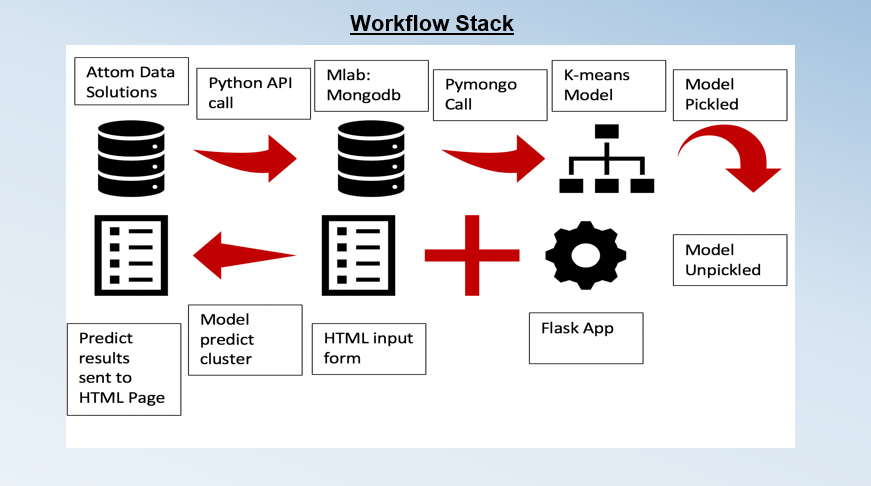 Workflow Stack
Attom Data
Solutions
Python API
call
Mlab:
Mongodb
Pymongo
Call
K-means
Model
Model
Pickled
Model
Unpickled
Flask App
HTML input
form
Model
predict
cluster
Predict
results
sent to
HTML Page